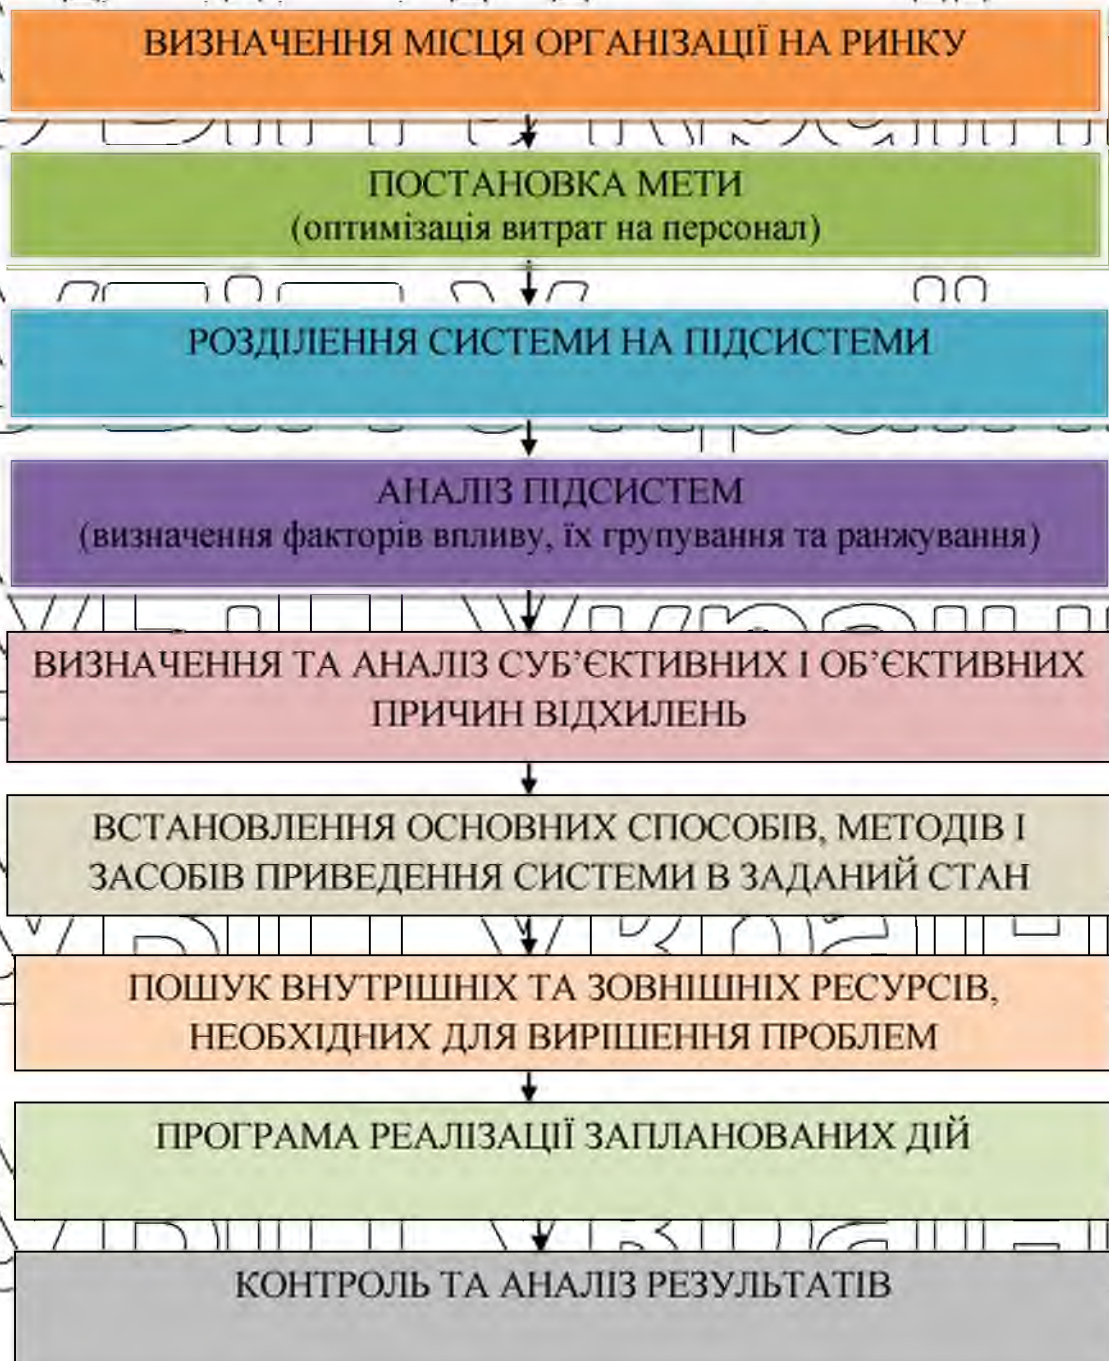 ВИЗНАЧЕННЯ МІСЦЯ ОРГАНІЗАЦІЇ НА РИНКУ
ПОСТАНОВКА МЕТИ
(оптимізація витрат на персонал)
РОЗДІЛЕННЯ СИСТЕМИ НА ПІДСИСТЕМИ
АНАЛІЗ ПІДСИСТЕМ
(визначення факторів впливу, їх групування та ранжування)
ВИЗНАЧЕННЯ ТА АНАЛІЗ СУБ’ЄКТИВНИХ І ОБ’ЄКТИВНИХ
ПРИЧИН ВІДХИЛЕНЬ
ВСТАНОВЛЕННЯ ОСНОВНИХ СПОСОБІВ, МЕТОДІВ І
ЗАСОБІВ ПРИВЕДЕННЯ СИСТЕМИ В ЗАДАНИЙ СТАН
ПОШУК ВНУТРІШНІХ ТА ЗОВНІШНІХ РЕСУРСІВ,
НЕОБХІДНИХ ДЛЯ ВИРІШЕННЯ ПРОБЛЕМ
ПРОГРАМА РЕАЛІЗАЦІЇ ЗАПЛАНОВАНИХ ДІЙ
КОНТРОЛЬ ТА АНАЛІЗ РЕЗУЛЬТАТІВ